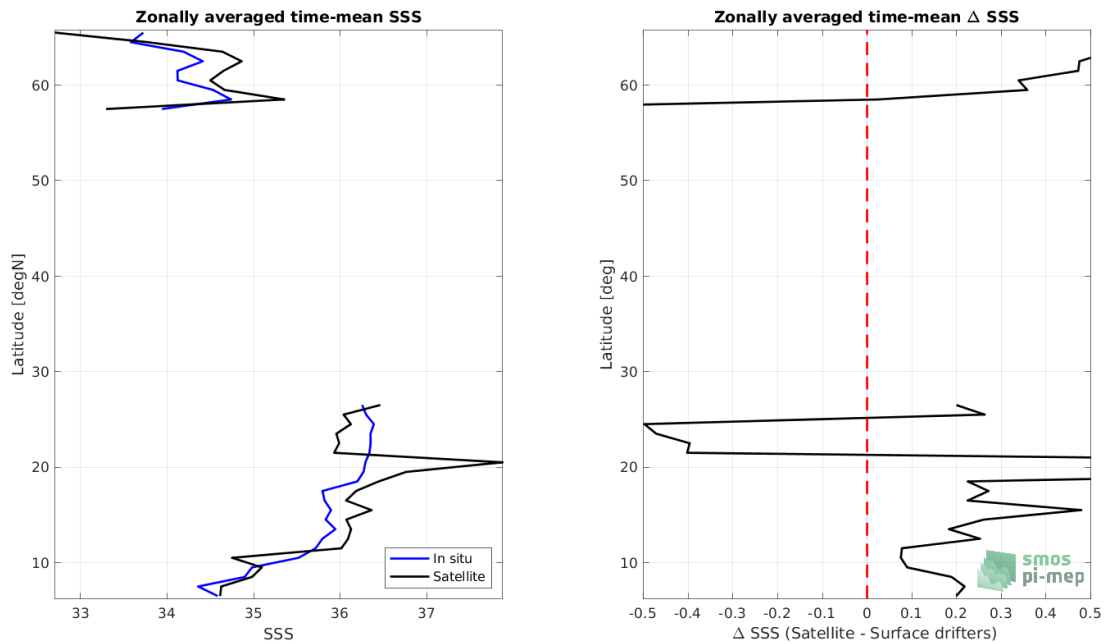 Zonally averaged time-mean SSS
60
50
40
30
20
10
33
34
35
36
37
Latitude [degN]
SSS
In situ
Satellite
Zonally averaged time-mean Δ SSS
60
50
40
30
20
10
-0.5
-0.4
-0.3
-0.2
-0.1
0
0.1
0.2
0.3
0.4
0.5
Latitude [deg]
Δ SSS (Satellite - Surface drifters)
smos
pi-mep